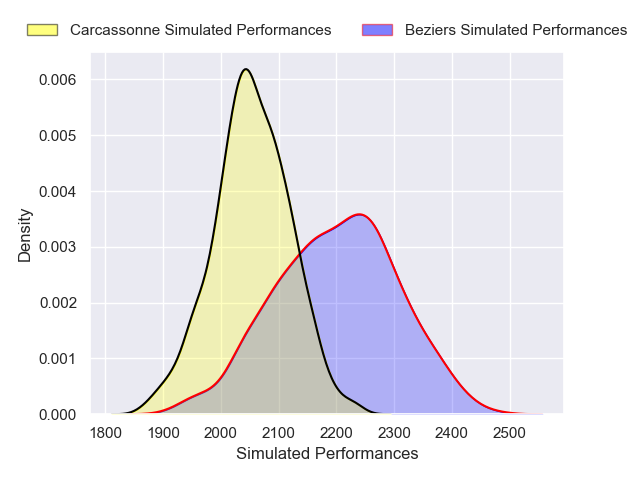 Carcassonne Simulated Performances
Beziers Simulated Performances
0.006
0.005
0.004
0.003
0.002
0.001
0.000
Density
1800 1900 2000 2100 2200 2300 2400 2500
Simulated Performances